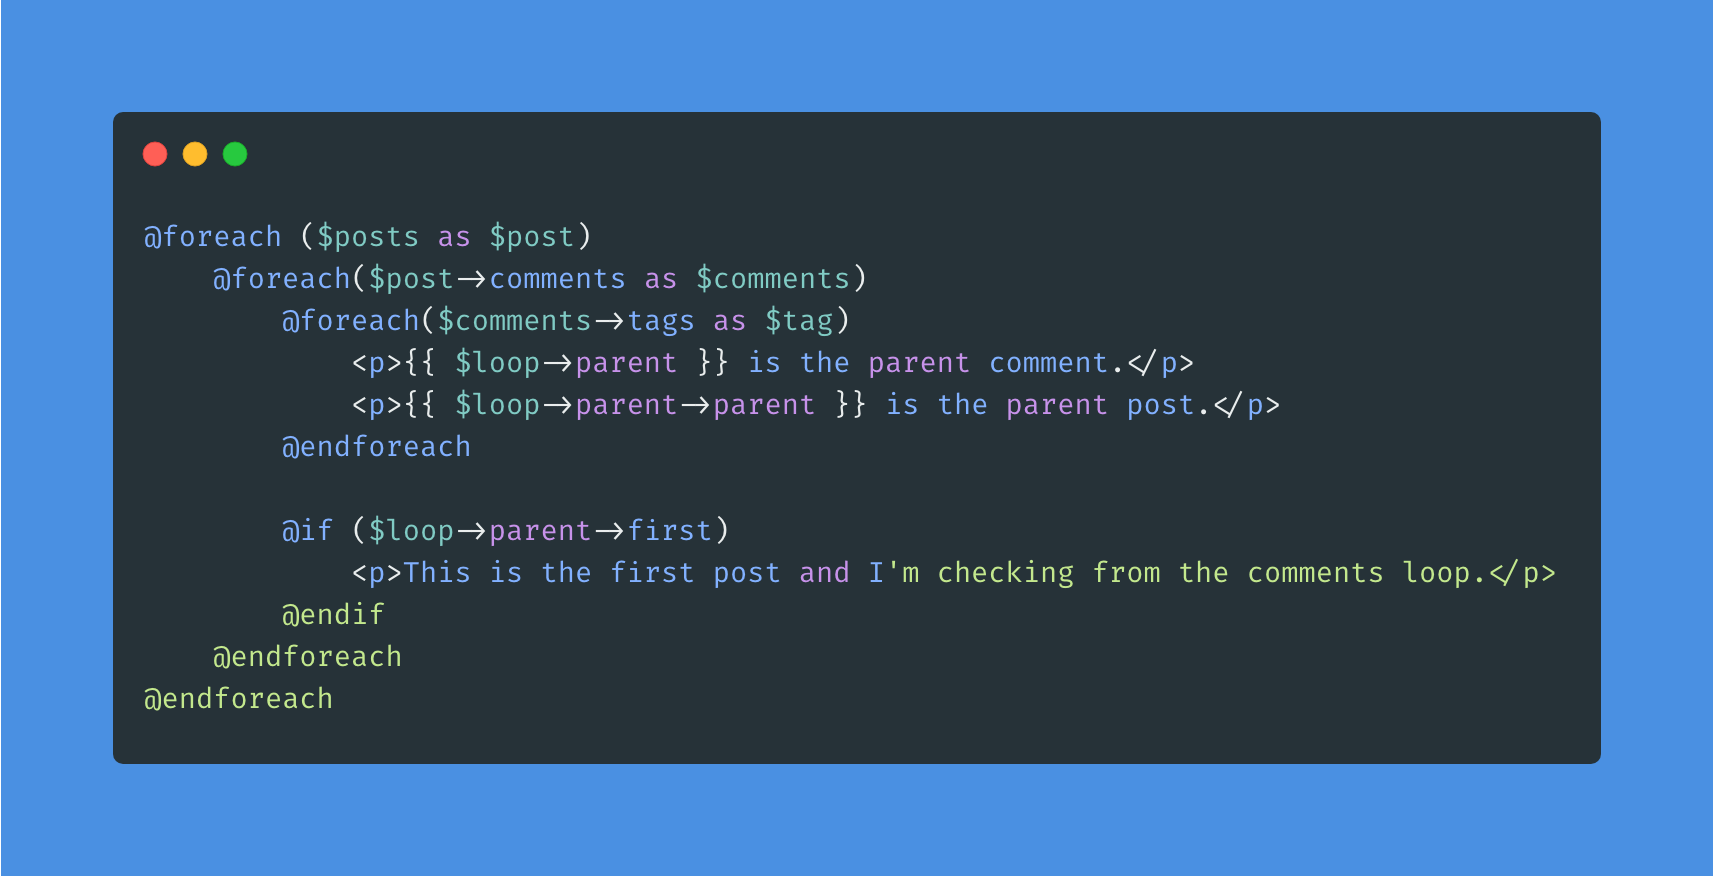 @foreach ($posts as $post)
    @foreach($post->comments as $comments)
        @foreach($comments->tags as $tag)
            <p>{{ $loop->parent }} is the parent comment.</p>
            <p>{{ $loop->parent->parent }} is the parent post.</p>
        @endforeach

        @if ($loop->parent->first)
            <p>This is the first post and I'm checking from the comments loop.</p>
        @endif
    @endforeach
@endforeach